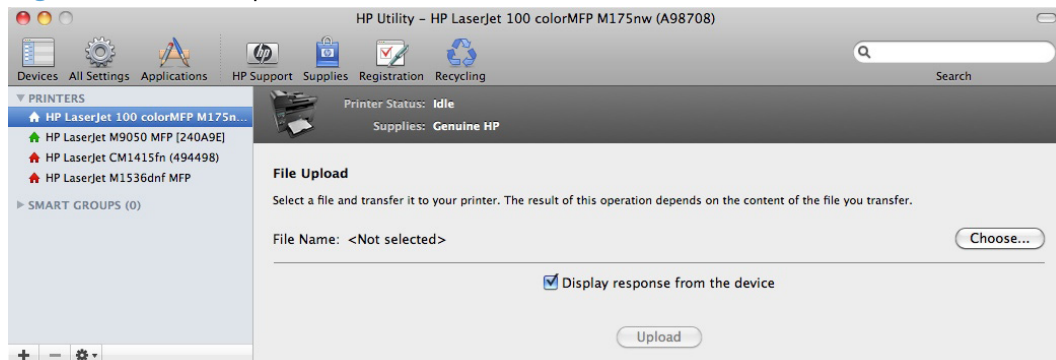 HP Utility – HP LaserJet 100 colorMFP M175nw (A98708)
Devices All Settings Applications HP Support Supplies Registration Recycling Search
PRINTERS
HP LaserJet 100 colorMFP M175n...
HP LaserJet M9050 MFP [240A9E]
HP LaserJet CM1415fn (494498)
HP LaserJet M1536dnf MFP
SMART GROUPS (0)
Printer Status: Idle
Supplies: Genuine HP
File Upload
Select a file and transfer it to your printer. The result of this operation depends on the content of the file you transfer.
File Name: <Not selected>
Choose...
Display response from the device
Upload